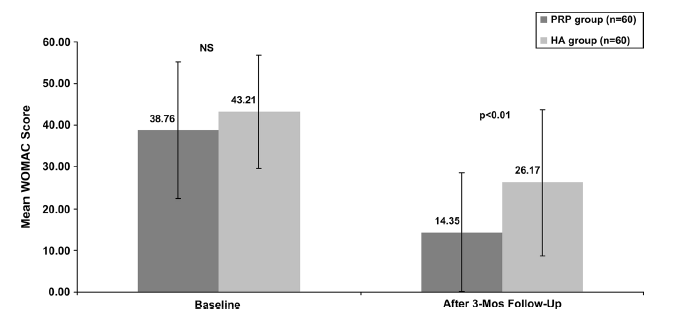 PRP group (n=60)
HA group (n=60)
Mean WOMAC Score
60.00
50.00
40.00
30.00
20.00
10.00
0.00
NS
38.76
43.21
p<0.01
14.35
26.17
Baseline
After 3-Mos Follow-Up